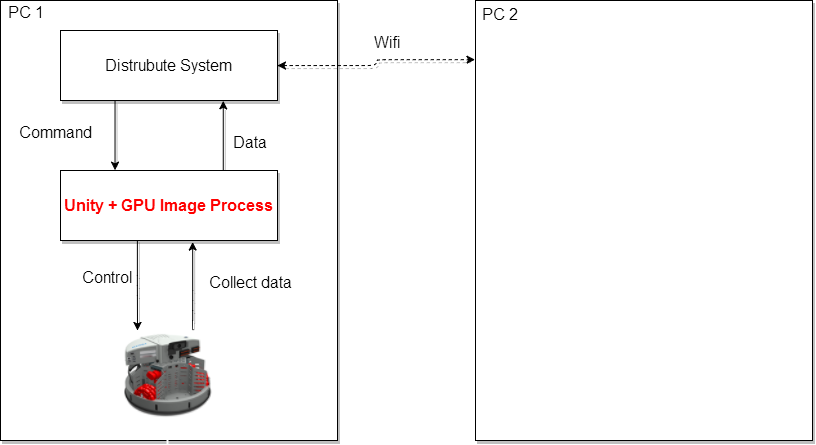 PC 1
PC 2
Wifi
Distrubute System
Command
Data
Unity + GPU Image Process
Control
Collect data